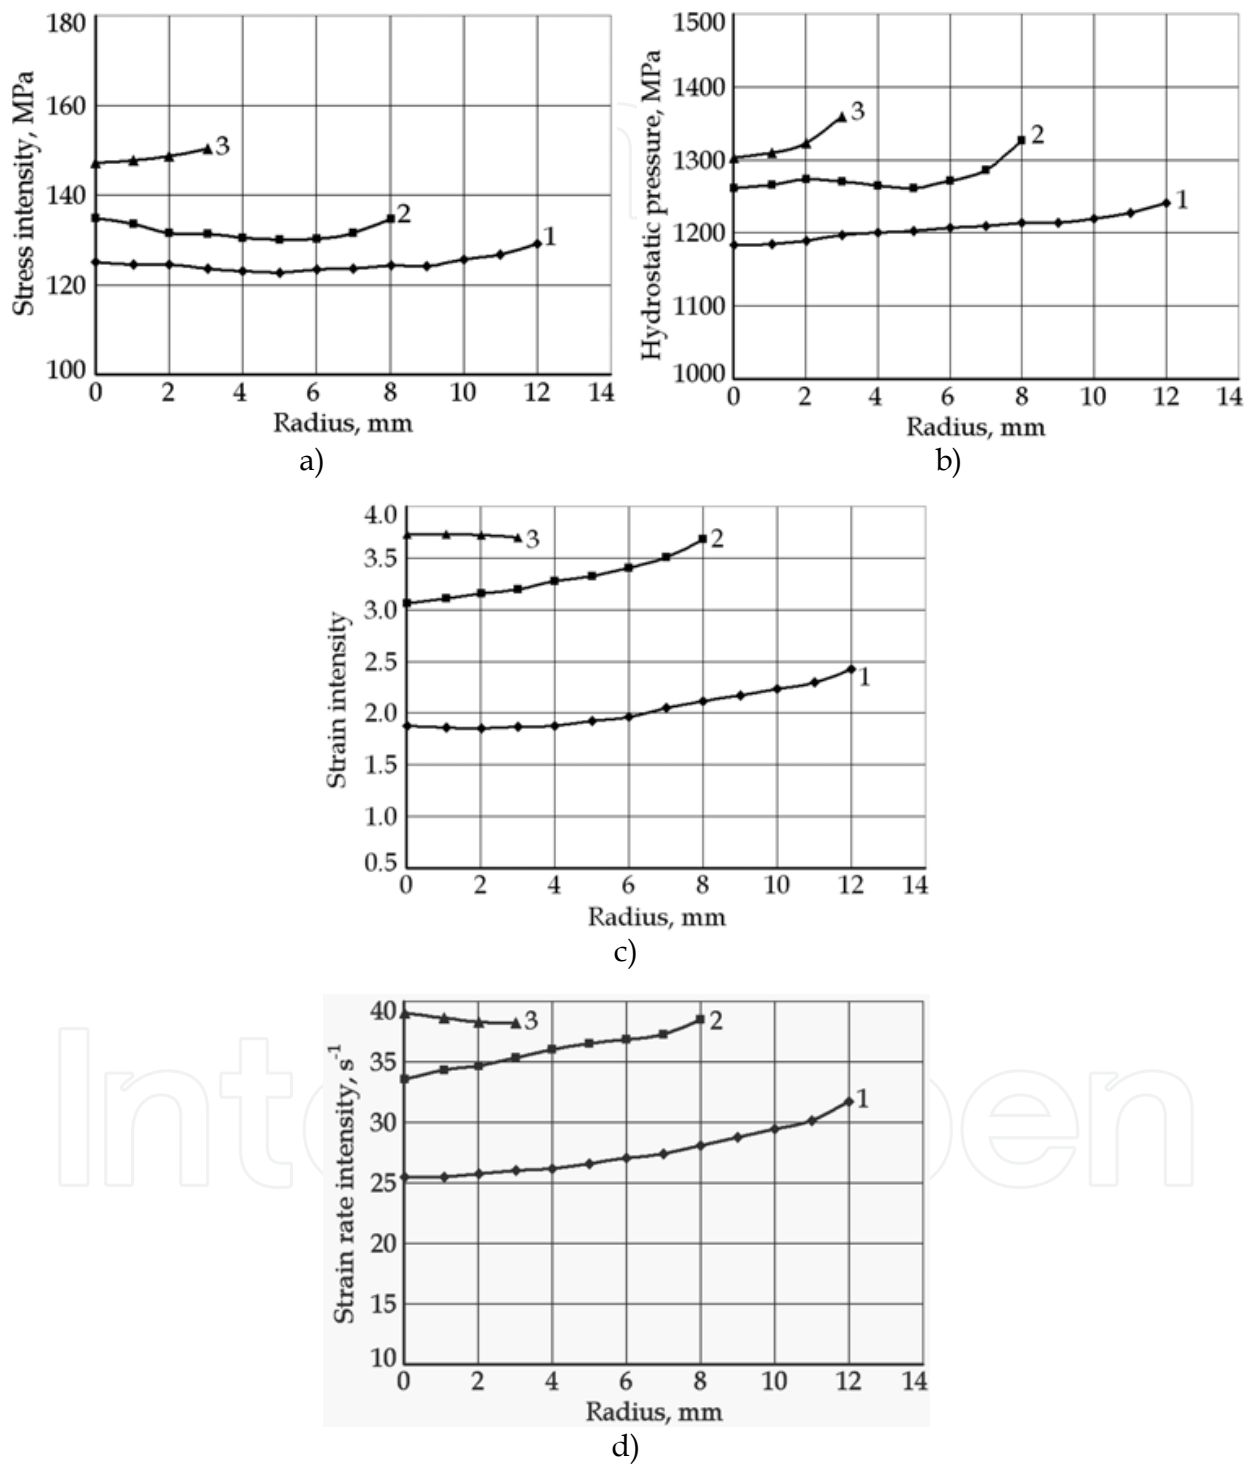 180
160
140
120
100
Stress intensity, MPa
3
2
1
0 2 4 6 8 10 12 14
Radius, mm
a)
1500
1400
1300
1200
1100
1000
Hydrostatic pressure, MPa
3
2
1
0 2 4 6 8 10 12 14
Radius, mm
b)
4.0
3.5
3.0
2.5
2.0
1.5
1.0
0.5
Strain intensity
3
2
1
0 2 4 6 8 10 12 14
Radius, mm
c)
40
35
30
25
20
15
10
Strain rate intensity, s⁻¹
3
2
1
0 2 4 6 8 10 12 14
Radius, mm
d)